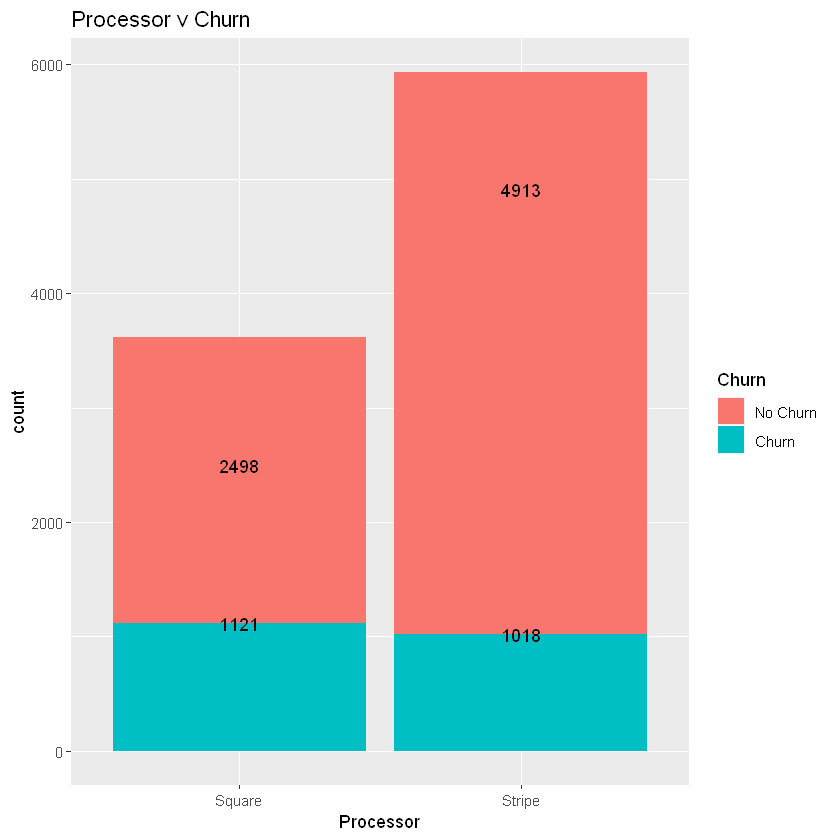 Processor v Churn
6000
4000
2000
0
count
4913
2498
1121
1018
Square
Stripe
Processor
Churn
No Churn
Churn